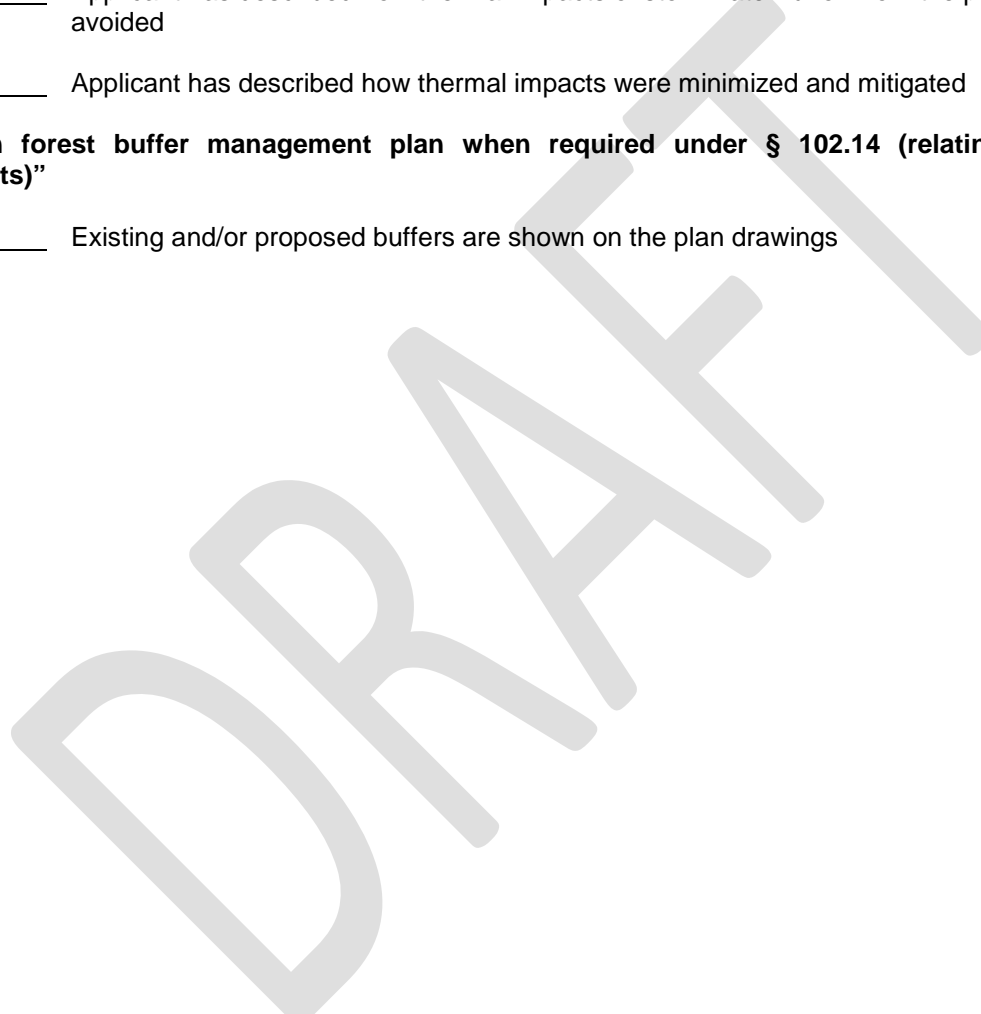 avoided
Applicant has described how thermal impacts were minimized and mitigated
forest buffer management plan when required under § 102.14
ts)”
Existing and/or proposed buffers are shown on the plan drawings
DRAFT